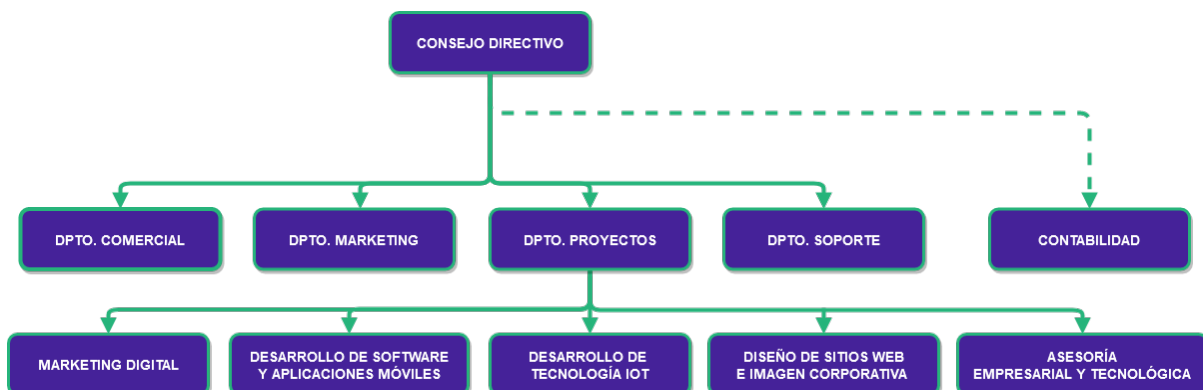 CONSEJO DIRECTIVO
DPTO. COMERCIAL
DPTO. MARKETING
DPTO. PROYECTOS
DPTO. SOPORTE
CONTABILIDAD
MARKETING DIGITAL
DESARROLLO DE SOFTWARE
Y APLICACIONES MÓVILES
DESARROLLO DE
TECNOLOGÍA IOT
DISEÑO DE SITIOS WEB
E IMAGEN CORPORATIVA
ASESORÍA
EMPRESARIAL Y TECNOLÓGICA